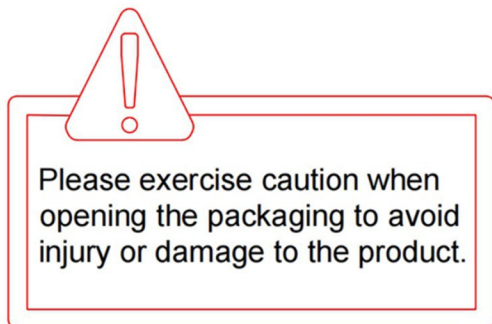 Please exercise caution when
opening the packaging to avoid
injury or damage to the product.